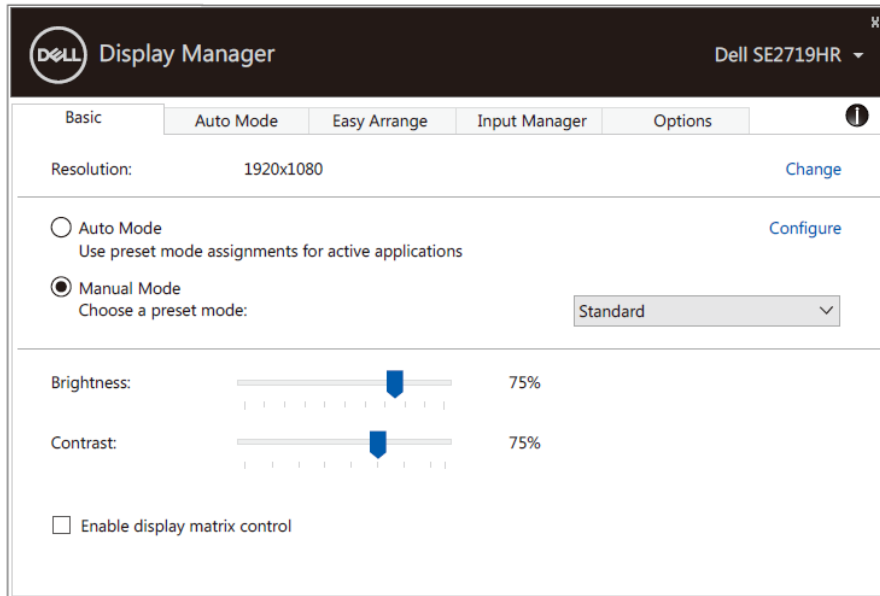 X
DELL Display Manager
Dell SE2719HR
Basic Auto Mode Easy Arrange Input Manager Options
Resolution: 1920x1080 Change
Auto Mode Configure
Use preset mode assignments for active applications
Manual Mode
Choose a preset mode: Standard
Brightness: 75%
Contrast: 75%
Enable display matrix control